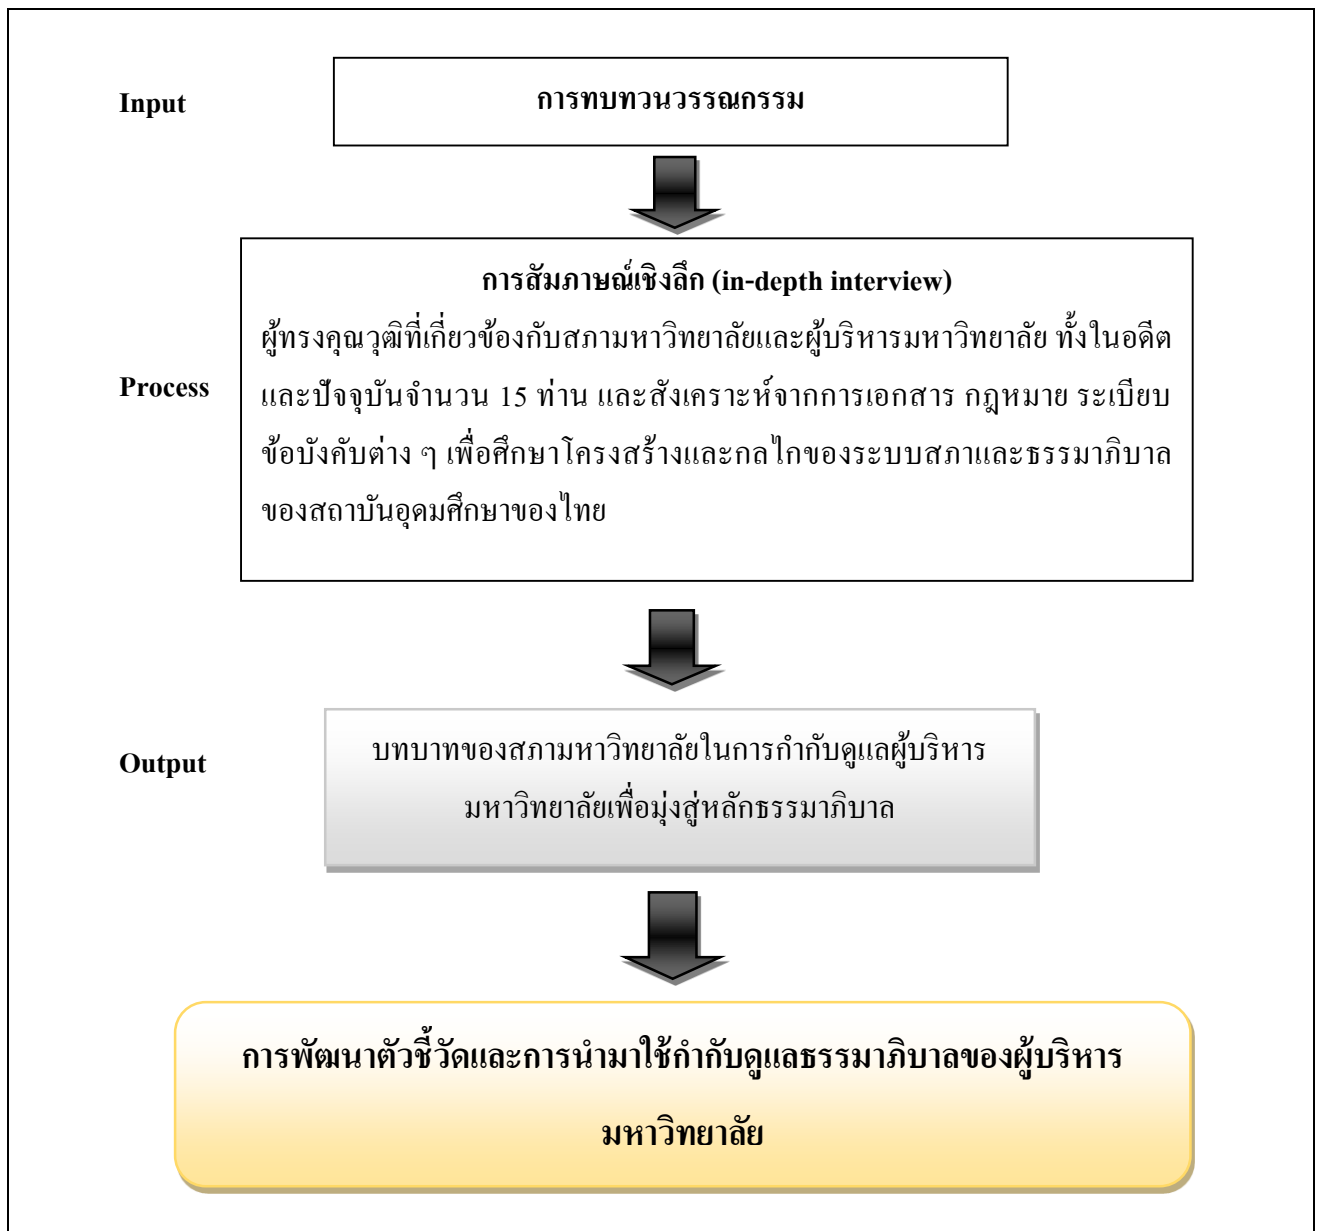 Input
การทบทวนวรรณกรรม
การสัมภาษณ์เชิงลึก (in-depth interview)
ผู้ทรงคุณวุฒิที่เกี่ยวข้องกับสภามหาวิทยาลัยและผู้บริหารมหาวิทยาลัย ทั้งในอดีต
Process
และปัจจุบันจำนวน 15 ท่าน และสังเคราะห์จากการเอกสาร กฎหมาย ระเบียบ
ข้อบังคับต่าง ๆ เพื่อศึกษาโครงสร้างและกลไกของระบบสภาและธรรมาภิบาล
ของสถาบันอุดมศึกษาของไทย
Output
บทบาทของสภามหาวิทยาลัยในการกำกับดูแลผู้บริหาร
มหาวิทยาลัยเพื่อมุ่งสู่หลักธรรมาภิบาล
การพัฒนาตัวชี้วัดและการนำมาใช้กำกับดูแลธรรมาภิบาลของผู้บริหาร
มหาวิทยาลัย